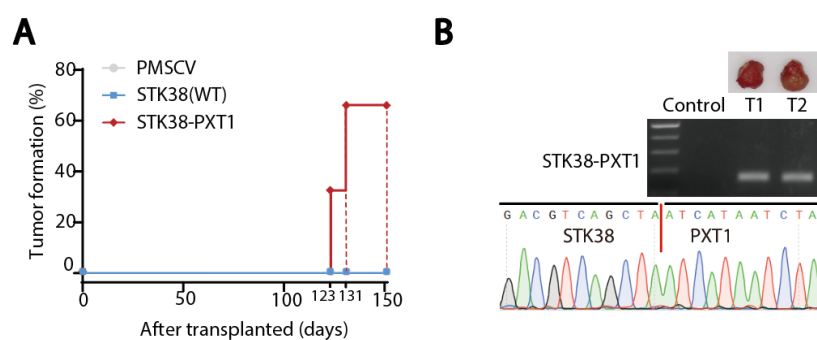 A
Tumor formation (%)
80
60
40
20
0
PMSCV
STK38(WT)
STK38-PXT1
0
50
100
123
131
150
After transplanted (days)
B
Control T1 T2
STK38-PXT1
G A C G T C A G C T A A T C A T A A T C T A
STK38 PXT1